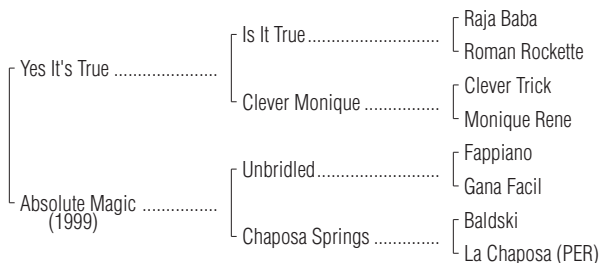 Raja Baba
Is It True
Roman Rockette
Yes It's True
Clever Trick
Clever Monique
Monique Rene
Fappiano
Unbridled
Gana Facil
Absolute Magic
(1999)
Baldski
Chaposa Springs
La Chaposa (PER)